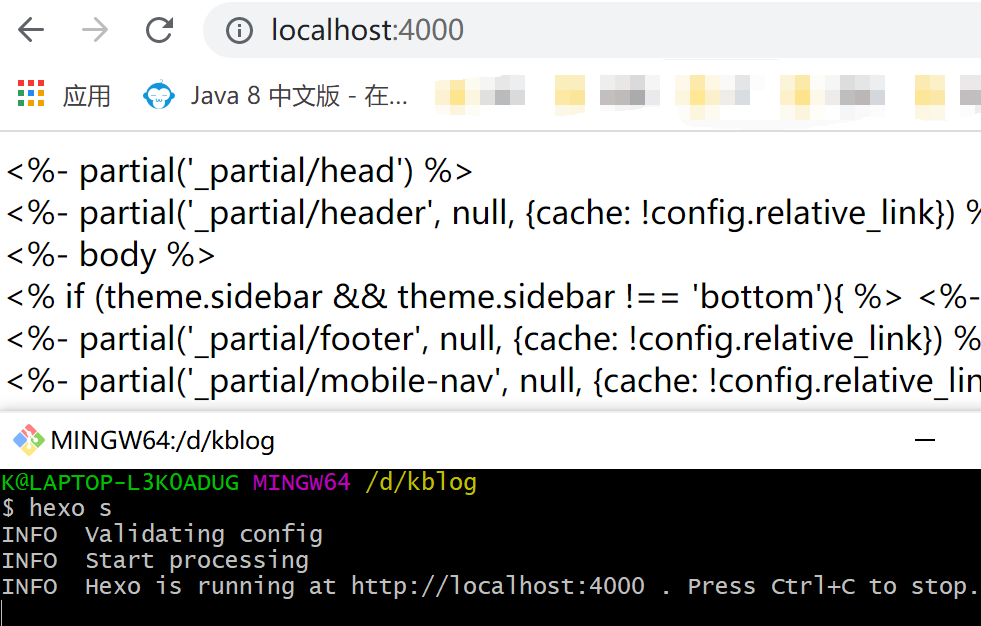 localhost:4000
应用 Java 8 中文版 - 在...
<%- partial('_partial/head') %>
<%- partial('_partial/header', null, {cache: !config.relative_link}) %
<%- body %>
<% if (theme.sidebar && theme.sidebar !== 'bottom'){ %> <%-
<%- partial('_partial/footer', null, {cache: !config.relative_link}) %
<%- partial('_partial/mobile-nav', null, {cache: !config.relative_lin
MINGW64:/d/kblog
K@LAPTOP-L3K0ADUG MINGW64 /d/kblog
$ hexo s
INFO  Validating config
INFO  Start processing
INFO  Hexo is running at http://localhost:4000 . Press Ctrl+C to stop.